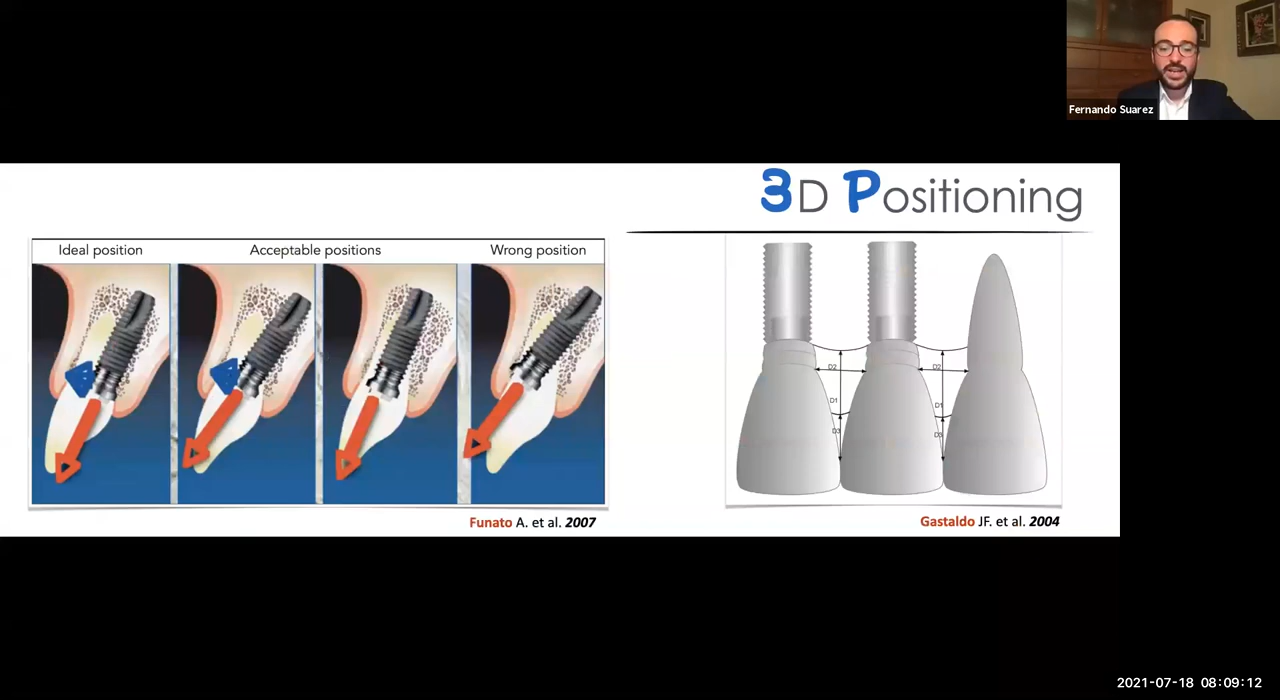 Fernando Suarez
3D Positioning
Ideal position
Acceptable positions
Wrong position
D2
D2
D1
D1
D3
D3
Funato A. et al. 2007
Gastaldo JF. et al. 2004
2021-07-18 08:09:12